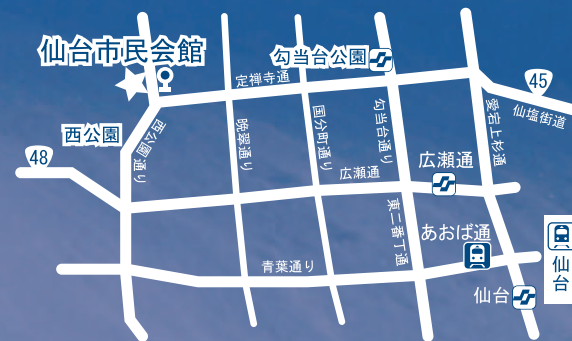 仙台市民会館
勾当台公園
定禅寺通
45
仙塩街道
西公園
48
西公園通り
晩翠通り
国分町通り
勾当台通り
愛宕上杉通
広瀬通
広瀬通
東二番丁通
あおば通
青葉通り
仙台
仙台